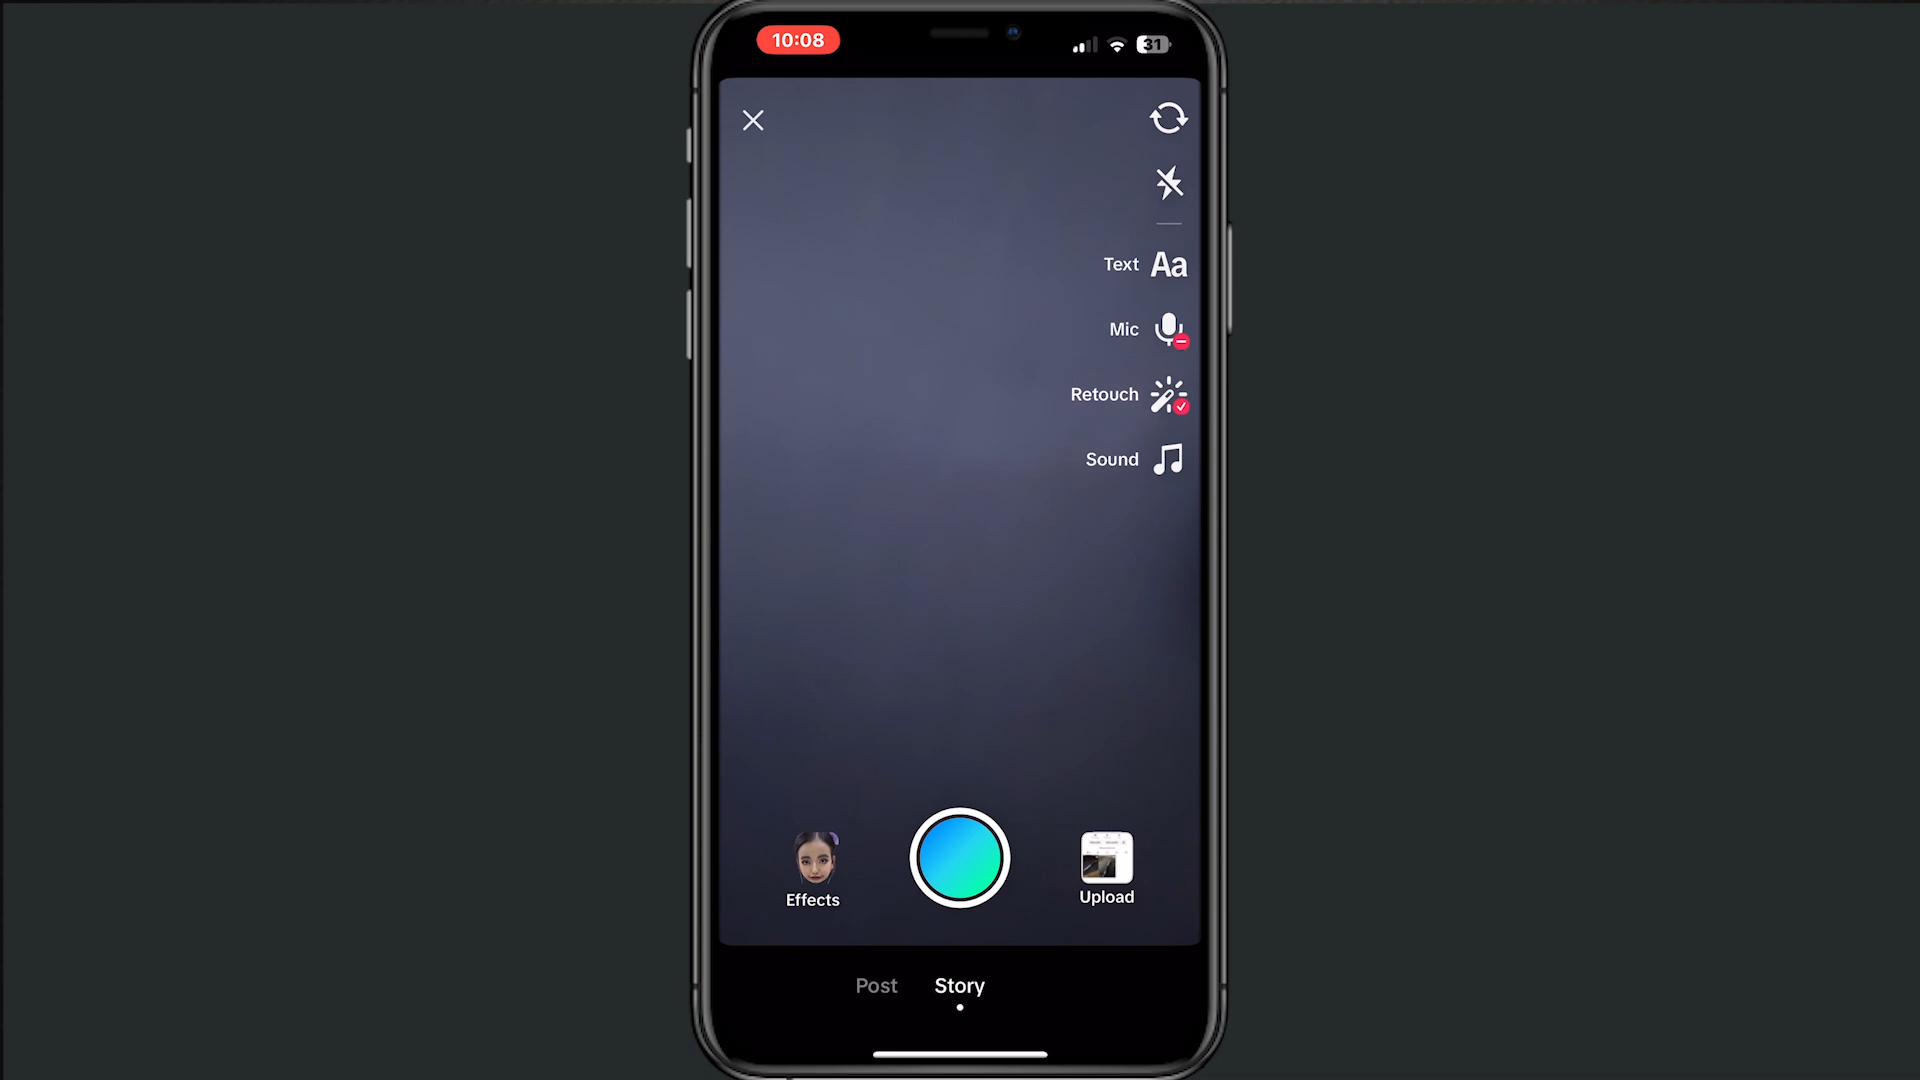 10:08
31
Text Aa
Mic
Retouch
Sound
Effects
Upload
Post Story